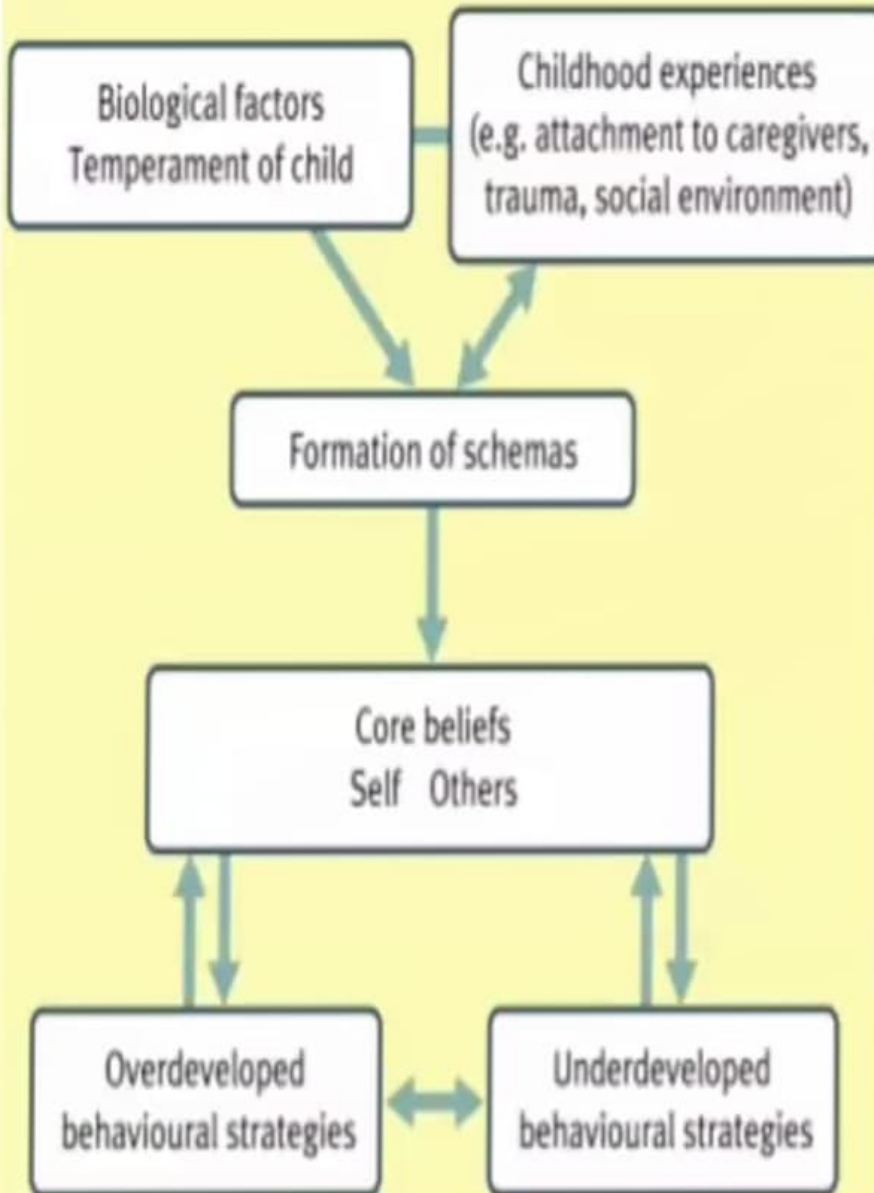 Biological factors
Temperament of child
Childhood experiences
(e.g. attachment to caregivers,
trauma, social environment)
Formation of schemas
Core beliefs
Self Others
Overdeveloped
behavioural strategies
Underdeveloped
behavioural strategies